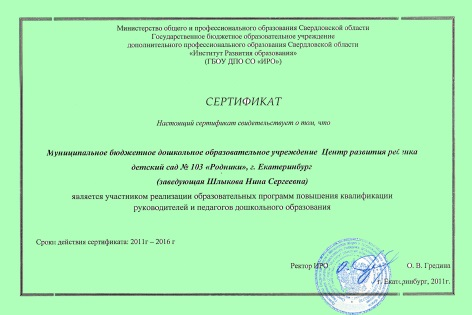 Министерство общего и профессионального образования Свердловской области
Государственное бюджетное образовательное учреждение
дополнительного профессионального образования Свердловской области
«Институт Развития образования»
(ГБОУ ДПО СО «ИРО»)
СЕРТИФИКАТ
Настоящий сертификат свидетельствует о том, что
Муниципальное бюджетное дошкольное образовательное учреждение Центр развития ребенка
детский сад № 103 «Родники», г. Екатеринбург
(заведующая Шлыкова Нина Сергеевна)
является участником реализации образовательных программ повышения квалификации
руководителей и педагогов дошкольного образования
Сроки действия сертификата: 2011г – 2016 г
Ректор ИРО О. В. Гредина
г. Екатеринбург, 2011г.